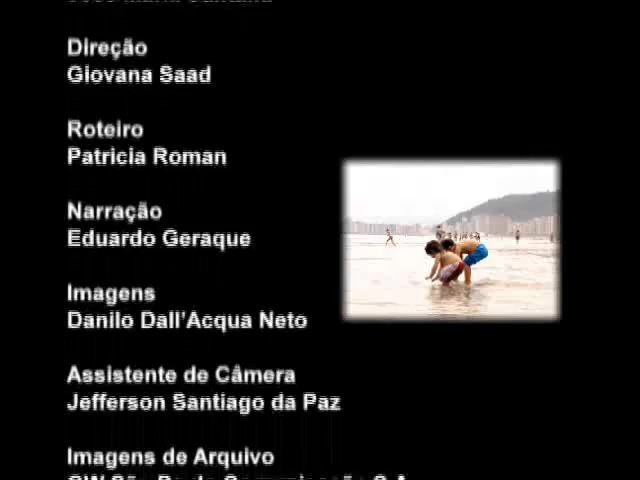 Direção
Giovana Saad
Roteiro
Patricia Roman
Narração
Eduardo Geraque
Imagens
Danilo Dall'Acqua Neto
Assistente de Câmera
Jefferson Santiago da Paz
Imagens de Arquivo